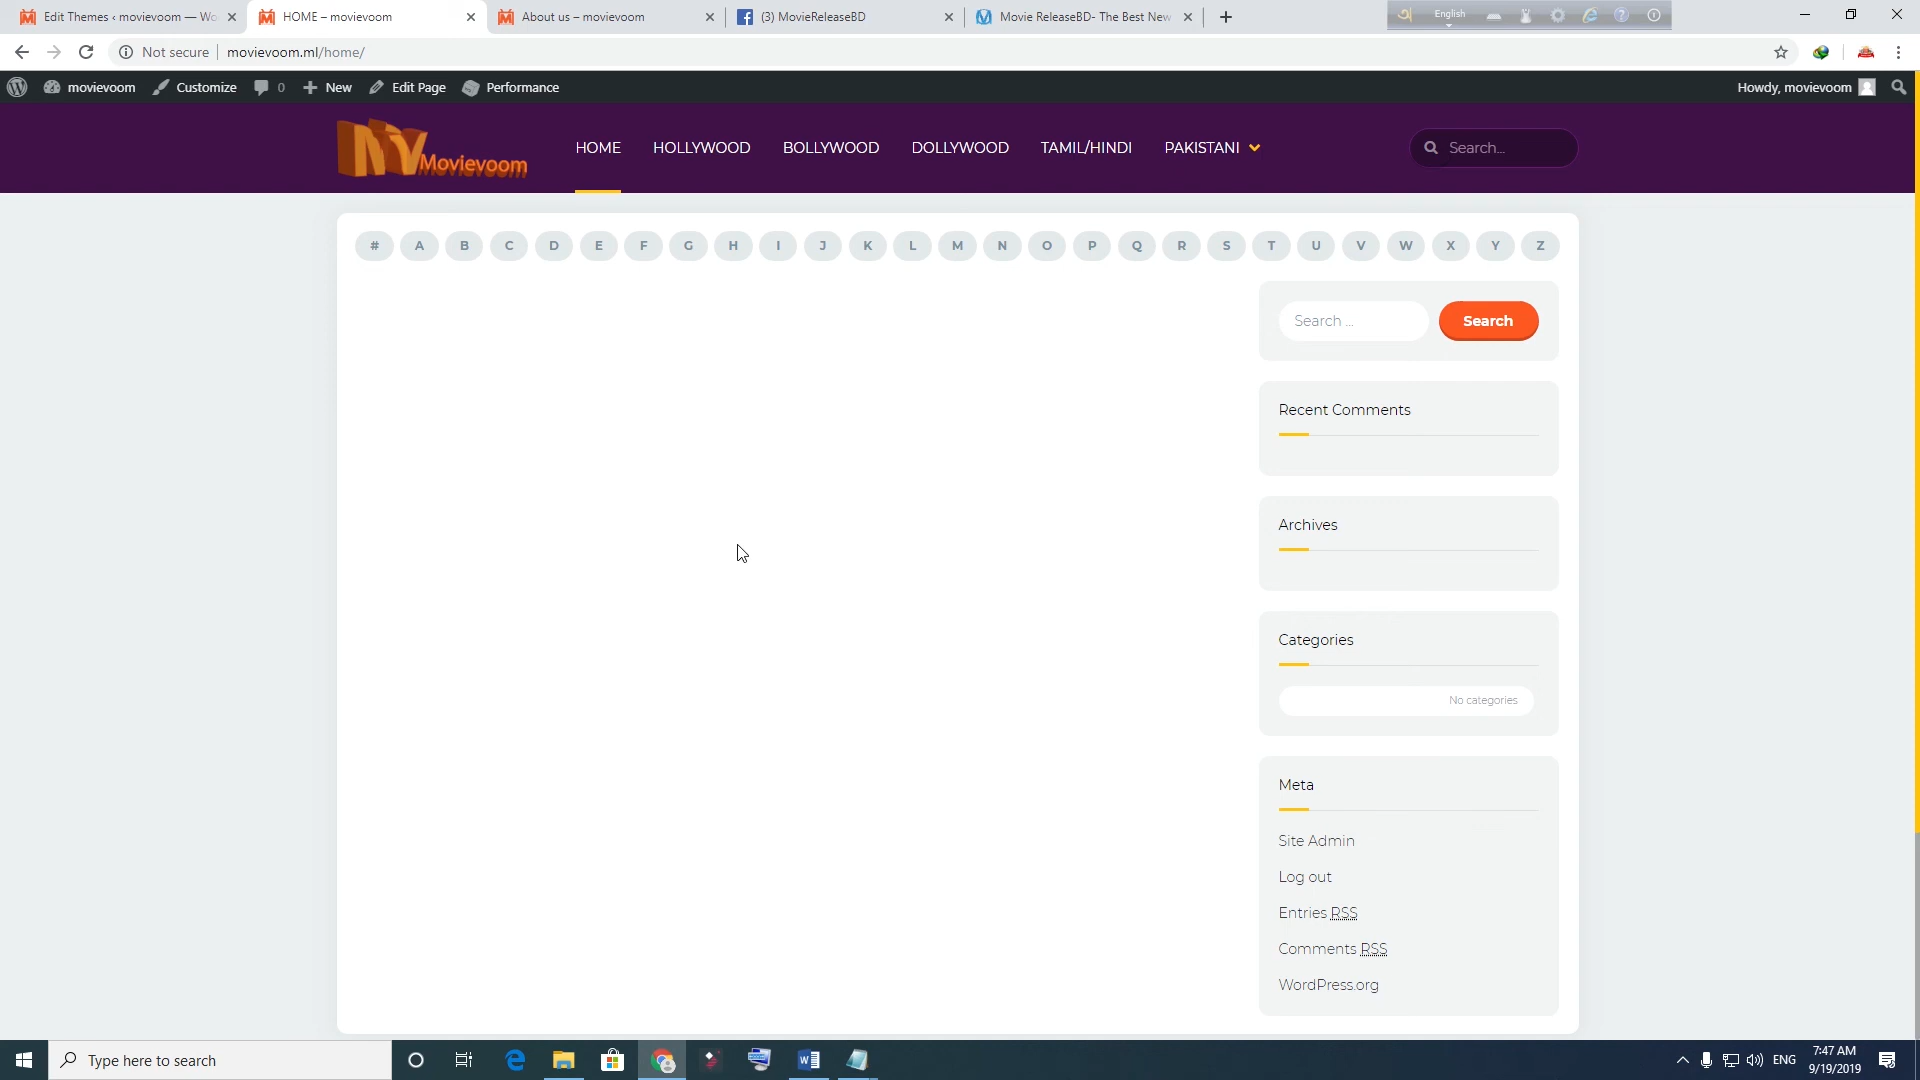 Edit Themes ‹ movievoom — Wo
HOME – movievoom
About us – movievoom
(3) MovieReleaseBD
Movie ReleaseBD- The Best New
English
Not secure
movievoom.ml/home/
movievoom
Customize
0
New
Edit Page
Performance
Howdy, movievoom
Movievoom
HOME
HOLLYWOOD
BOLLYWOOD
DOLLYWOOD
TAMIL/HINDI
PAKISTANI
Search...
# A B C D E F G H I J K L M N O P Q R S T U V W X Y Z
Search ...
Search
Recent Comments
Archives
Categories
No categories
Meta
Site Admin
Log out
Entries RSS
Comments RSS
WordPress.org
Type here to search
ENG
7:47 AM
9/19/2019